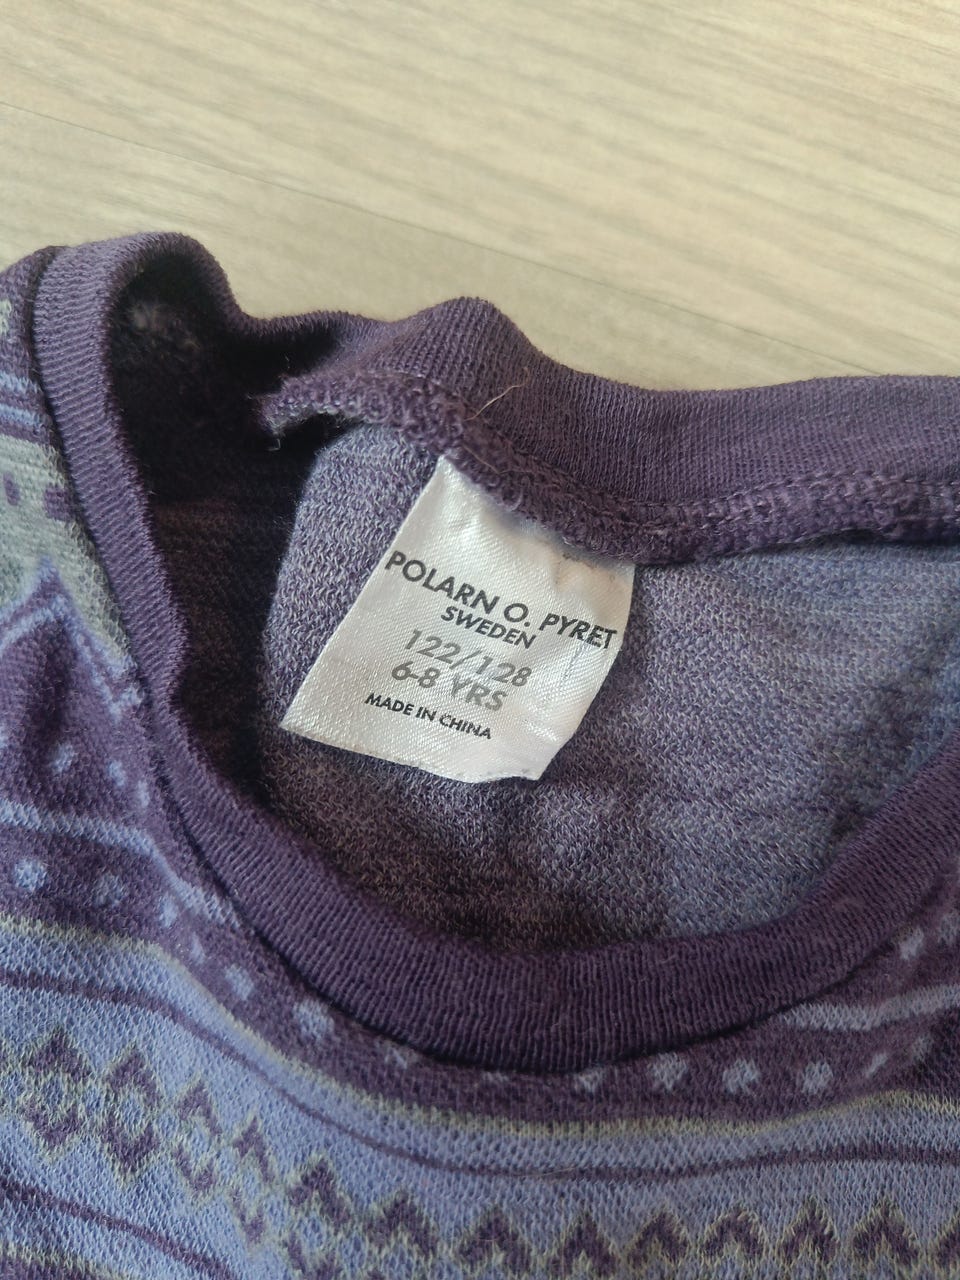 POLARN O. PYRET
SWEDEN
122/128
6-8 YRS
MADE IN CHINA